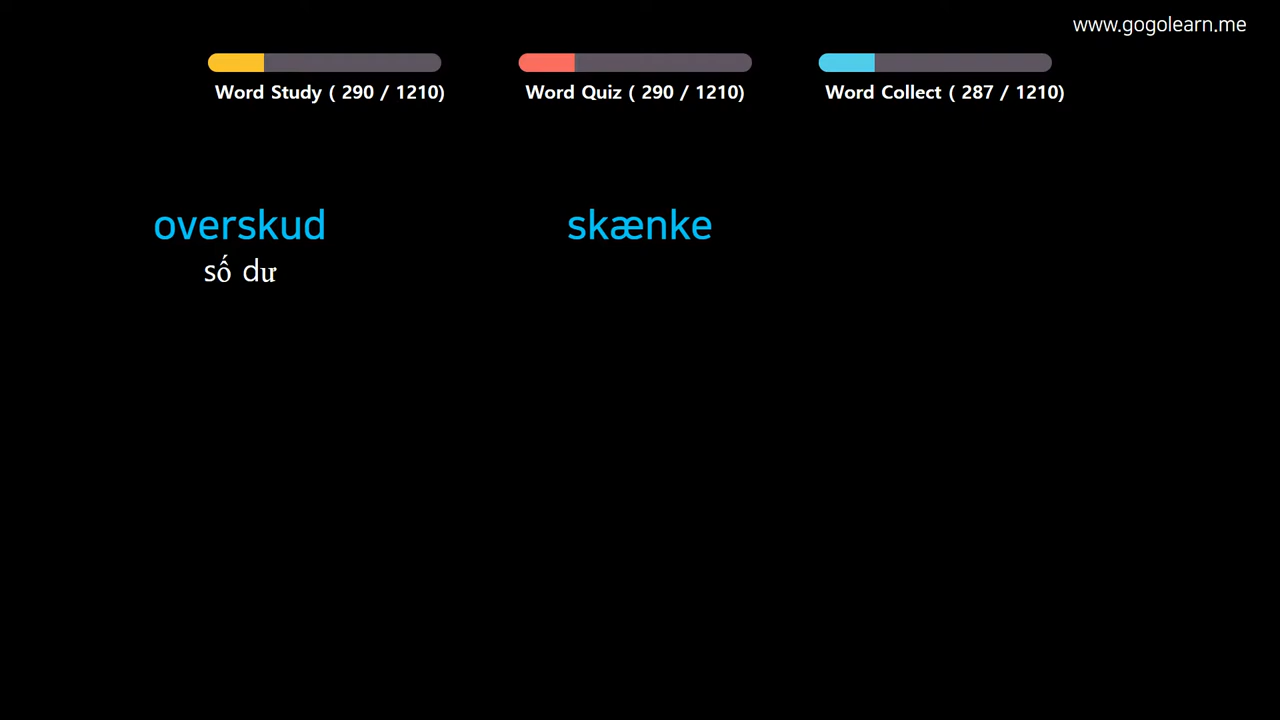 www.gogolearn.me
Word Study ( 290 / 1210)
Word Quiz ( 290 / 1210)
Word Collect ( 287 / 1210)
overskud
số dư
skænke